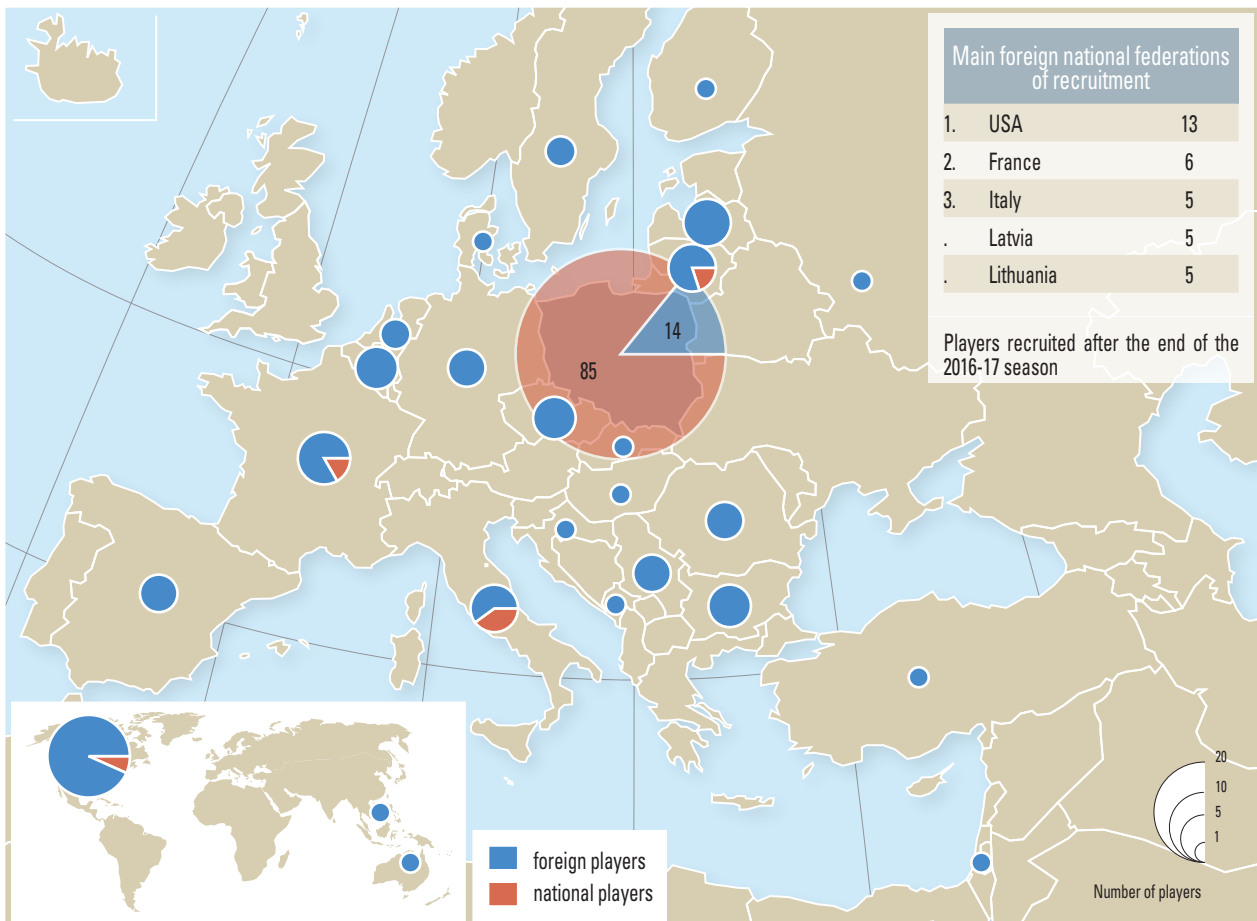 Main foreign national federations
of recruitment
1. USA 13
2. France 6
3. Italy 5
. Latvia 5
. Lithuania 5
Players recruited after the end of the
2016-17 season
14
85
20
10
5
1
Number of players
foreign players
national players